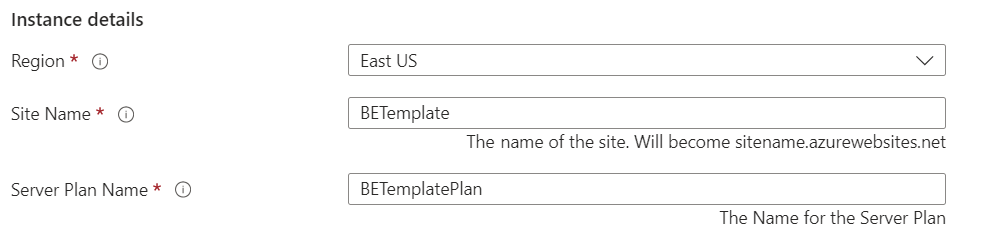 Instance details
Region * East US
Site Name * BETemplate
The name of the site. Will become sitename.azurewebsites.net
Server Plan Name * BETemplatePlan
The Name for the Server Plan